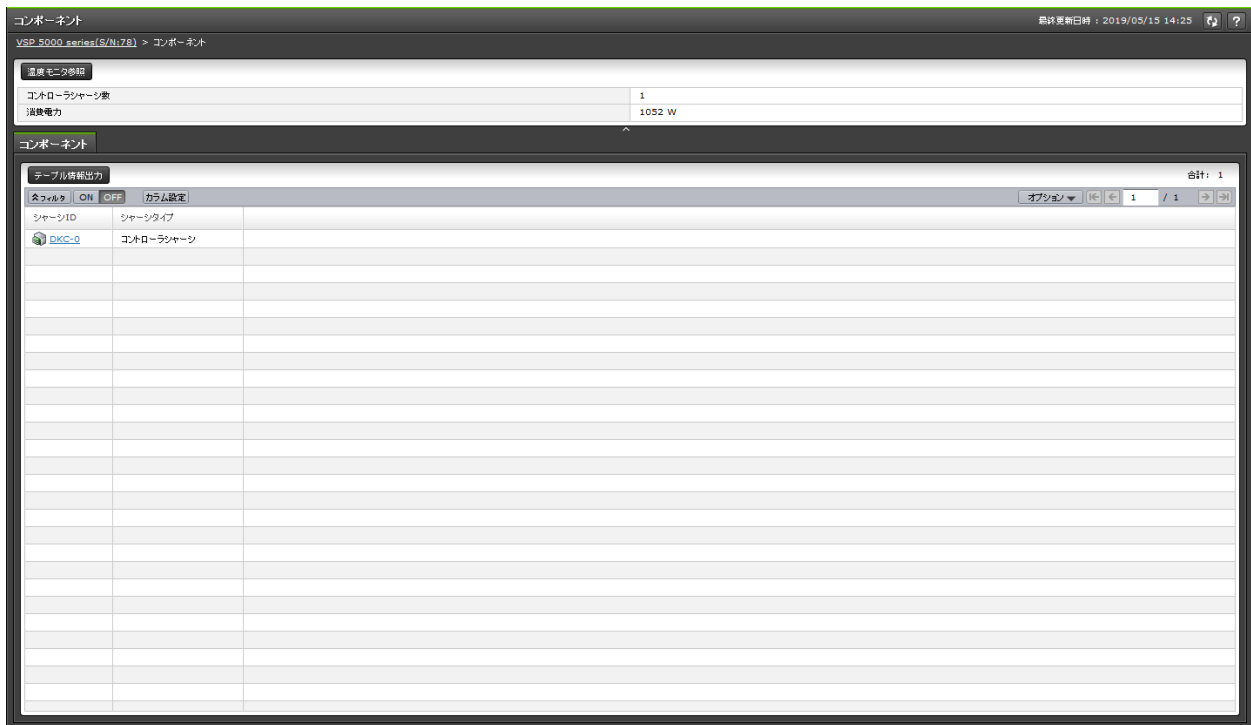 コンポーネント
最終更新日時 : 2019/05/15 14:25
?
VSP 5000 series(S/N:78) > コンポーネント
温度モニタ参照
コントローラシャーシ数 1
消費電力 1052 W
コンポーネント
テーブル情報出力
合計: 1
フィルタ ON OFF カラム設定
オプション 1 / 1
シャーシID シャーシタイプ
DKC-0 コントローラシャーシ